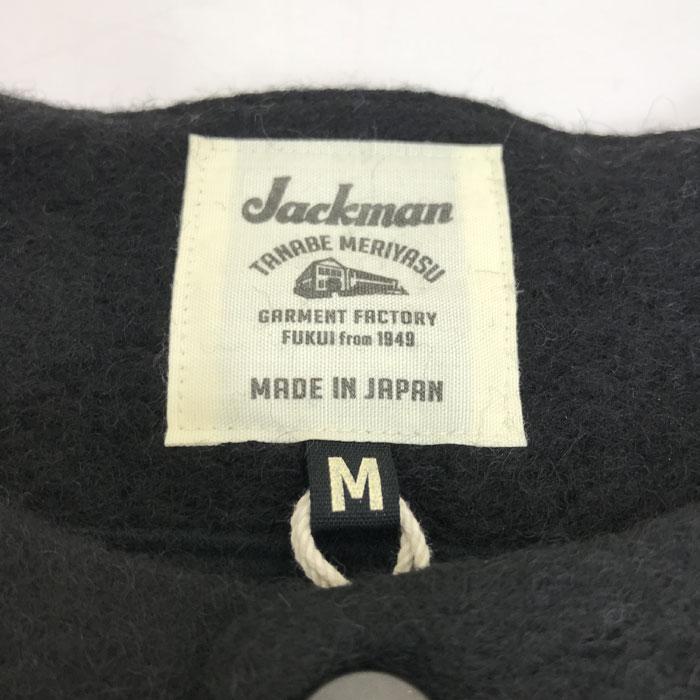 Jackman
TANABE MERIYASU
GARMENT FACTORY
FUKUI from 1949
MADE IN JAPAN
M